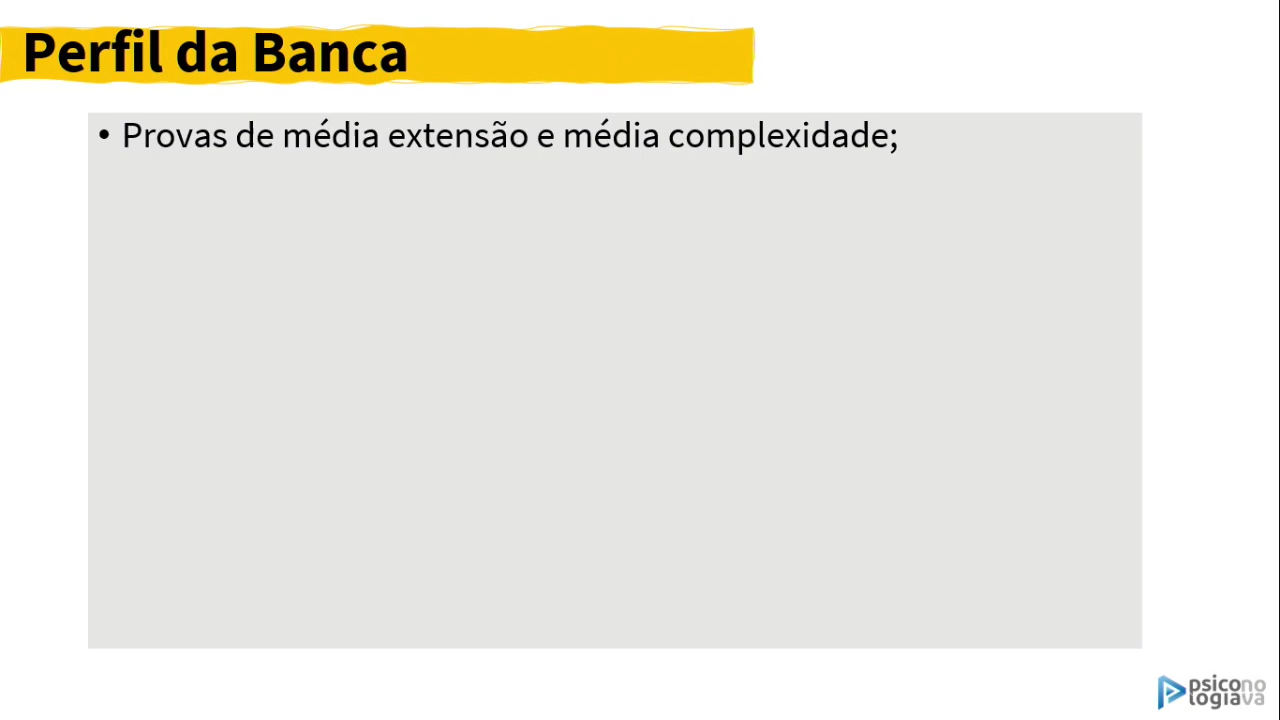 Perfil da Banca
• Provas de média extensão e média complexidade;
psicono
logiava